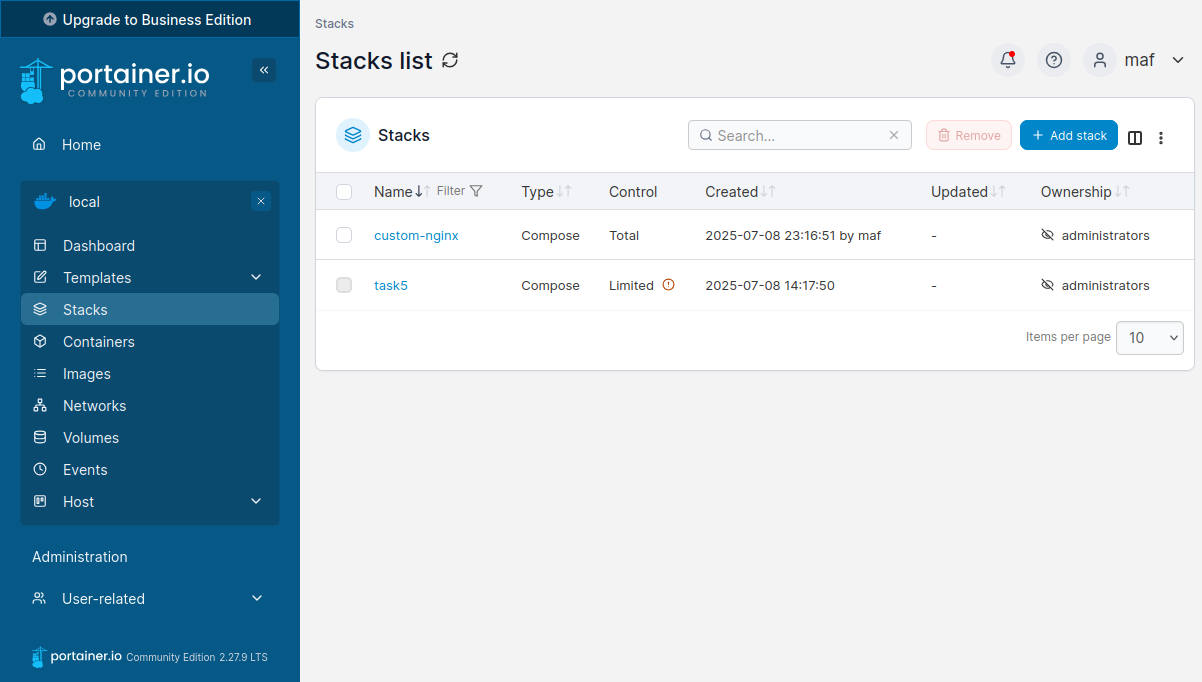 Upgrade to Business Edition
portainer.io
COMMUNITY EDITION
Home
local
Dashboard
Templates
Stacks
Containers
Images
Networks
Volumes
Events
Host
Administration
User-related
portainer.io Community Edition 2.27.9 LTS
Stacks
Stacks list
maf
Stacks
Search...
Remove
Add stack
Name Filter Type Control Created Updated Ownership
custom-nginx Compose Total 2025-07-08 23:16:51 by maf - administrators
task5 Compose Limited 2025-07-08 14:17:50 - administrators
Items per page 10